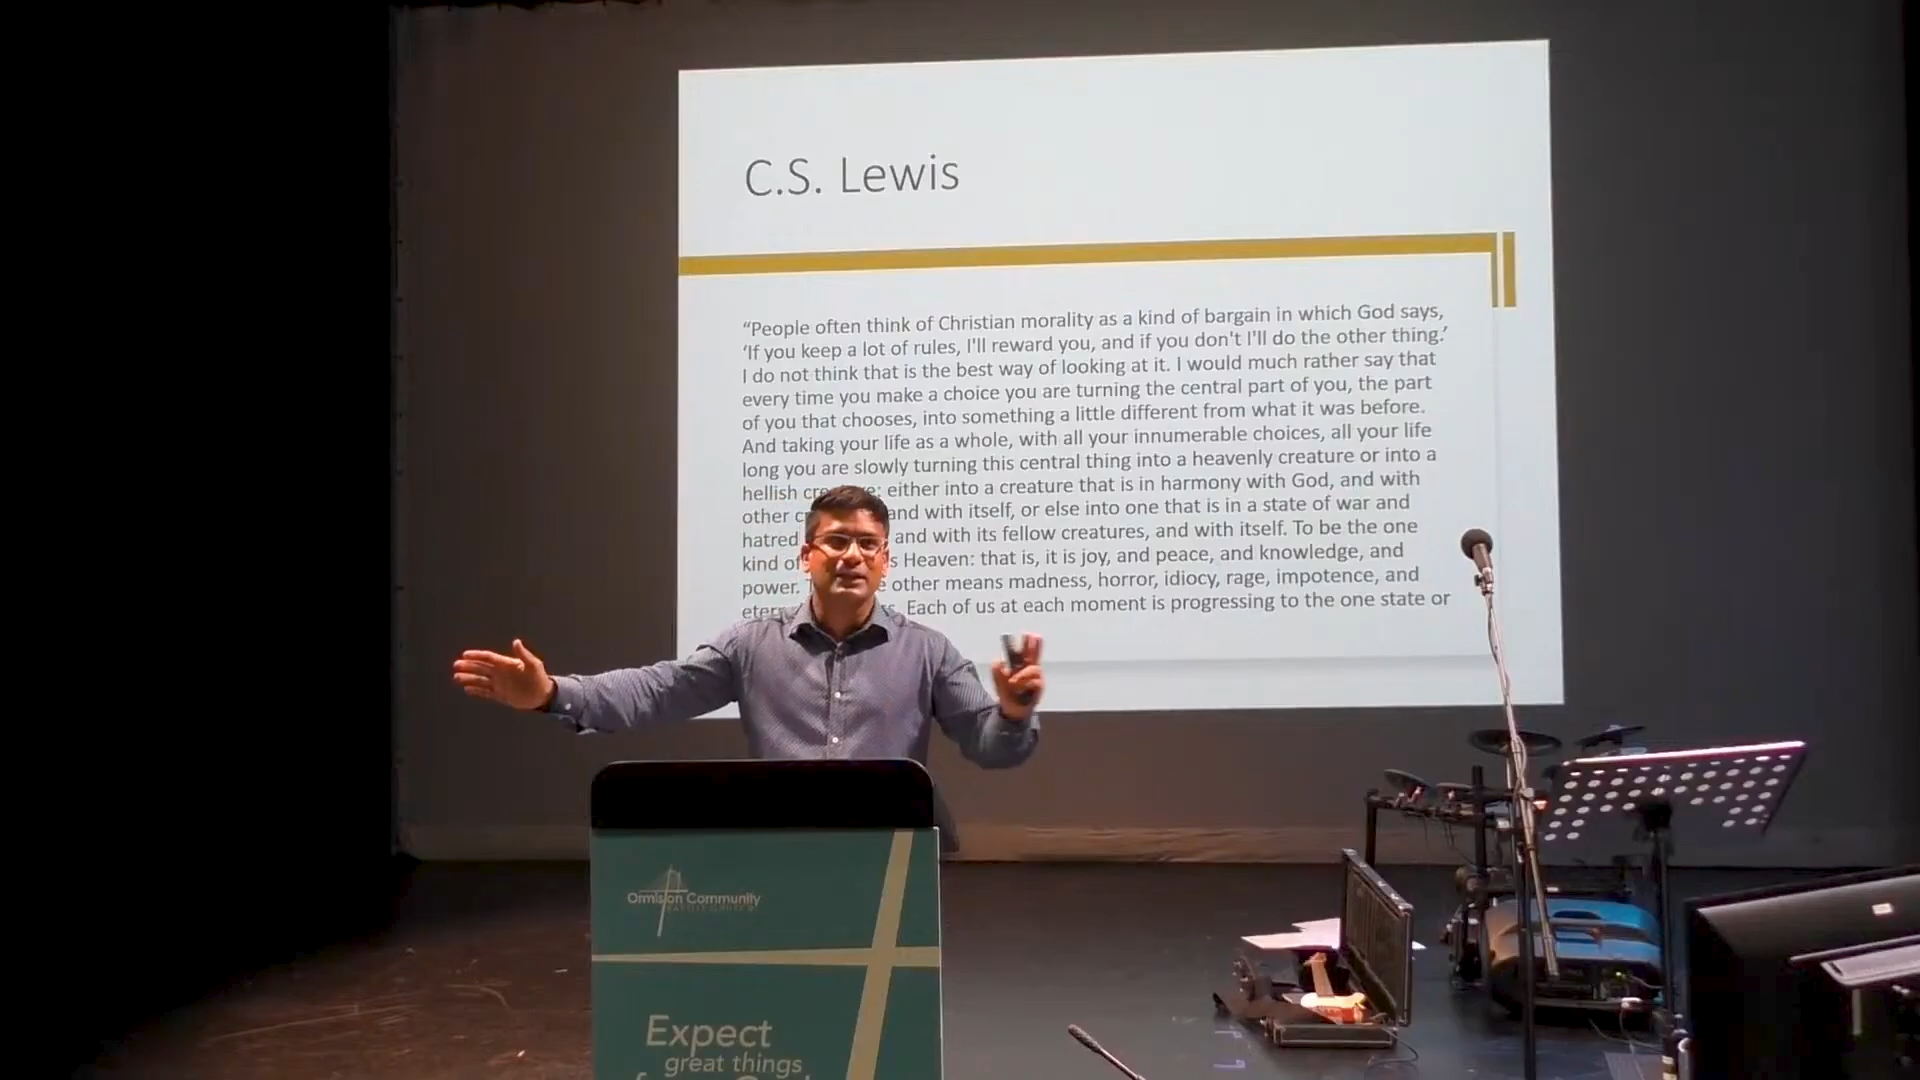 C.S. Lewis
“People often think of Christian morality as a kind of bargain in which God says,
‘If you keep a lot of rules, I'll reward you, and if you don't I'll do the other thing.’
I do not think that is the best way of looking at it. I would much rather say that
every time you make a choice you are turning the central part of you, the part
of you that chooses, into something a little different from what it was before.
And taking your life as a whole, with all your innumerable choices, all your life
long you are slowly turning this central thing into a heavenly creature or into a
hellish either into a creature that is in harmony with God, and with
other and with itself, or else into one that is in a state of war and
hatred and with its fellow creatures, and with itself. To be the one
kind Heaven: that is, it is joy, and peace, and knowledge, and
power. other means madness, horror, idiocy, rage, impotence, and
Each of us at each moment is progressing to the one state or
Ormiston Community
Expect
great things